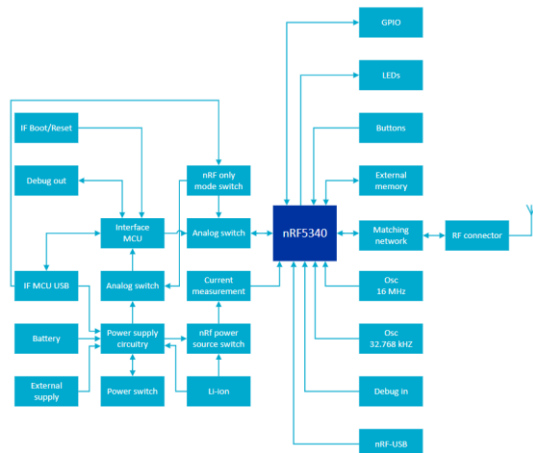 GPIO
LEDs
IF Boot/Reset
Buttons
Debug out
nRF only
mode switch
External
memory
Interface
MCU
Analog switch
nRF5340
Matching
network
RF connector
IF MCU USB
Analog switch
Current
measurement
Osc
16 MHz
Battery
Power supply
circuitry
nRf power
source switch
Osc
32.768 kHZ
External
supply
Power switch
Li-ion
Debug in
nRF-USB